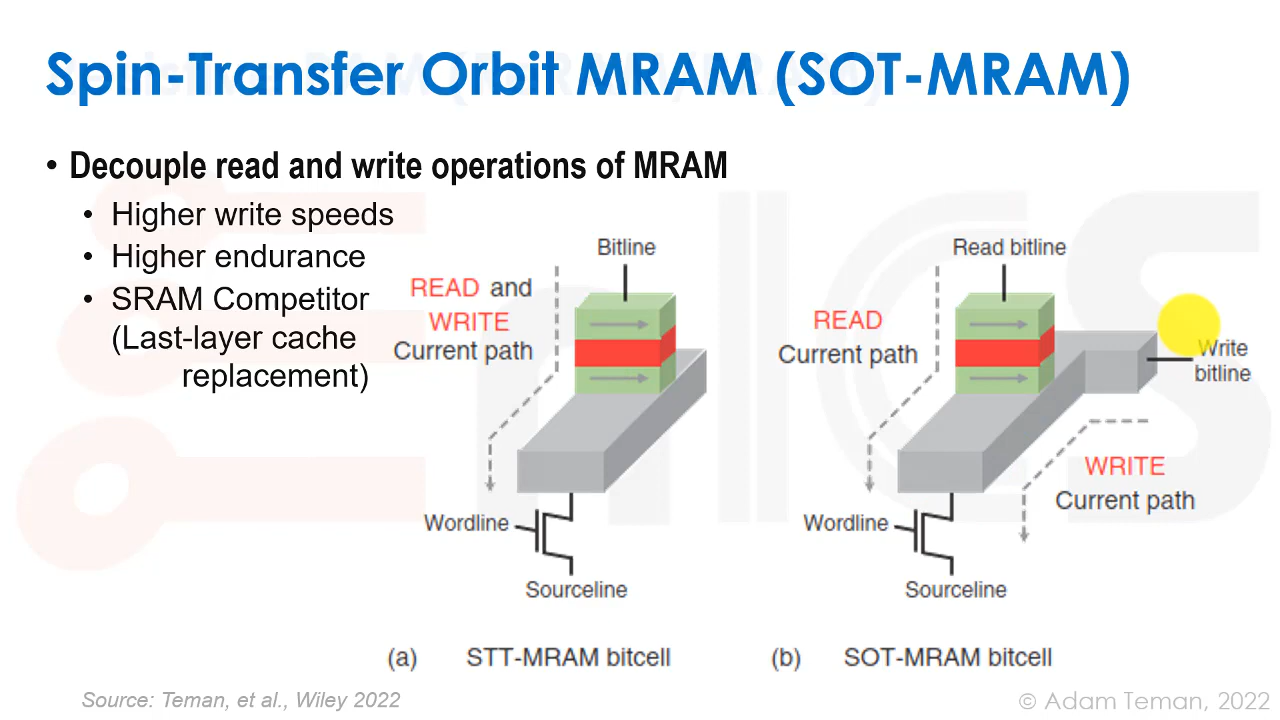 Spin-Transfer Orbit MRAM (SOT-MRAM)
• Decouple read and write operations of MRAM
• Higher write speeds
• Higher endurance
• SRAM Competitor
(Last-layer cache
replacement)
Bitline
READ and
WRITE
Current path
Wordline
Sourceline
(a) STT-MRAM bitcell
Read bitline
READ
Current path
Write
bitline
WRITE
Current path
Wordline
Sourceline
(b) SOT-MRAM bitcell
Source: Teman, et al., Wiley 2022
© Adam Teman, 2022